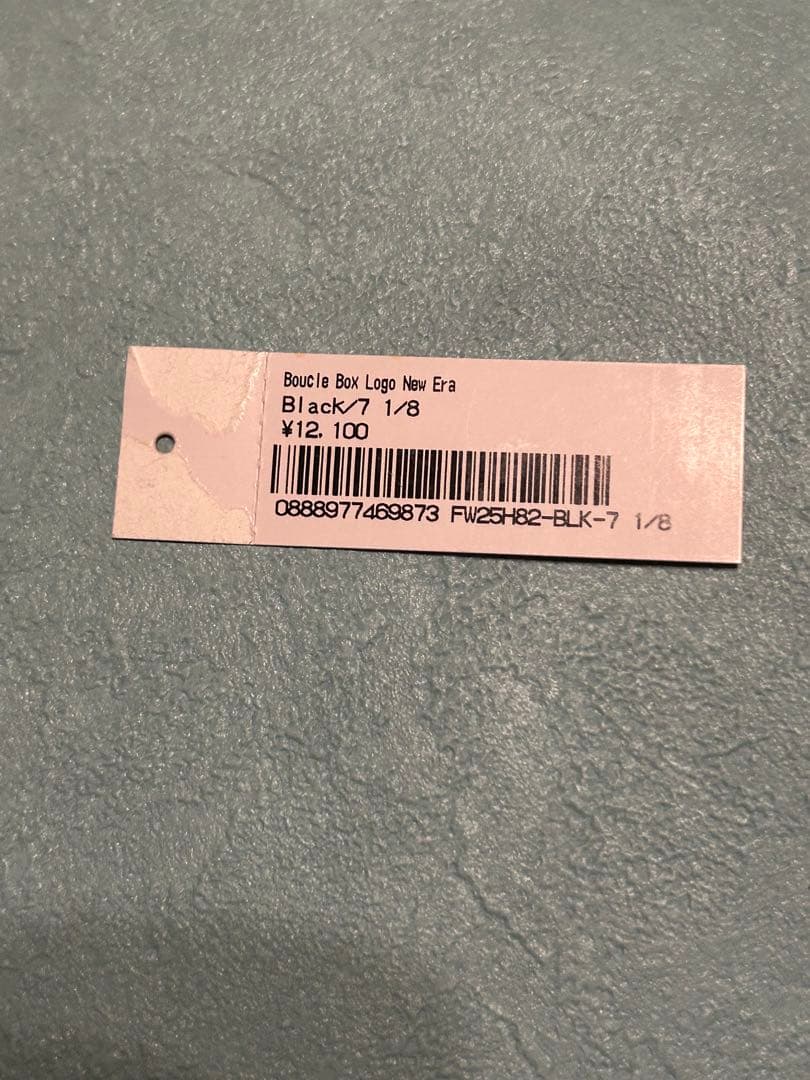 Boucle Box Logo New Era
Black/7 1/8
¥12,100
0888977469873 FW25H82-BLK-7 1/8